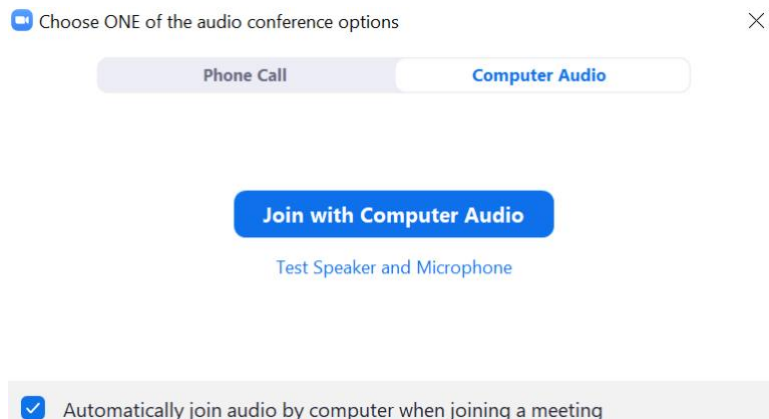 Choose ONE of the audio conference options
Phone Call
Computer Audio
Join with Computer Audio
Test Speaker and Microphone
Automatically join audio by computer when joining a meeting